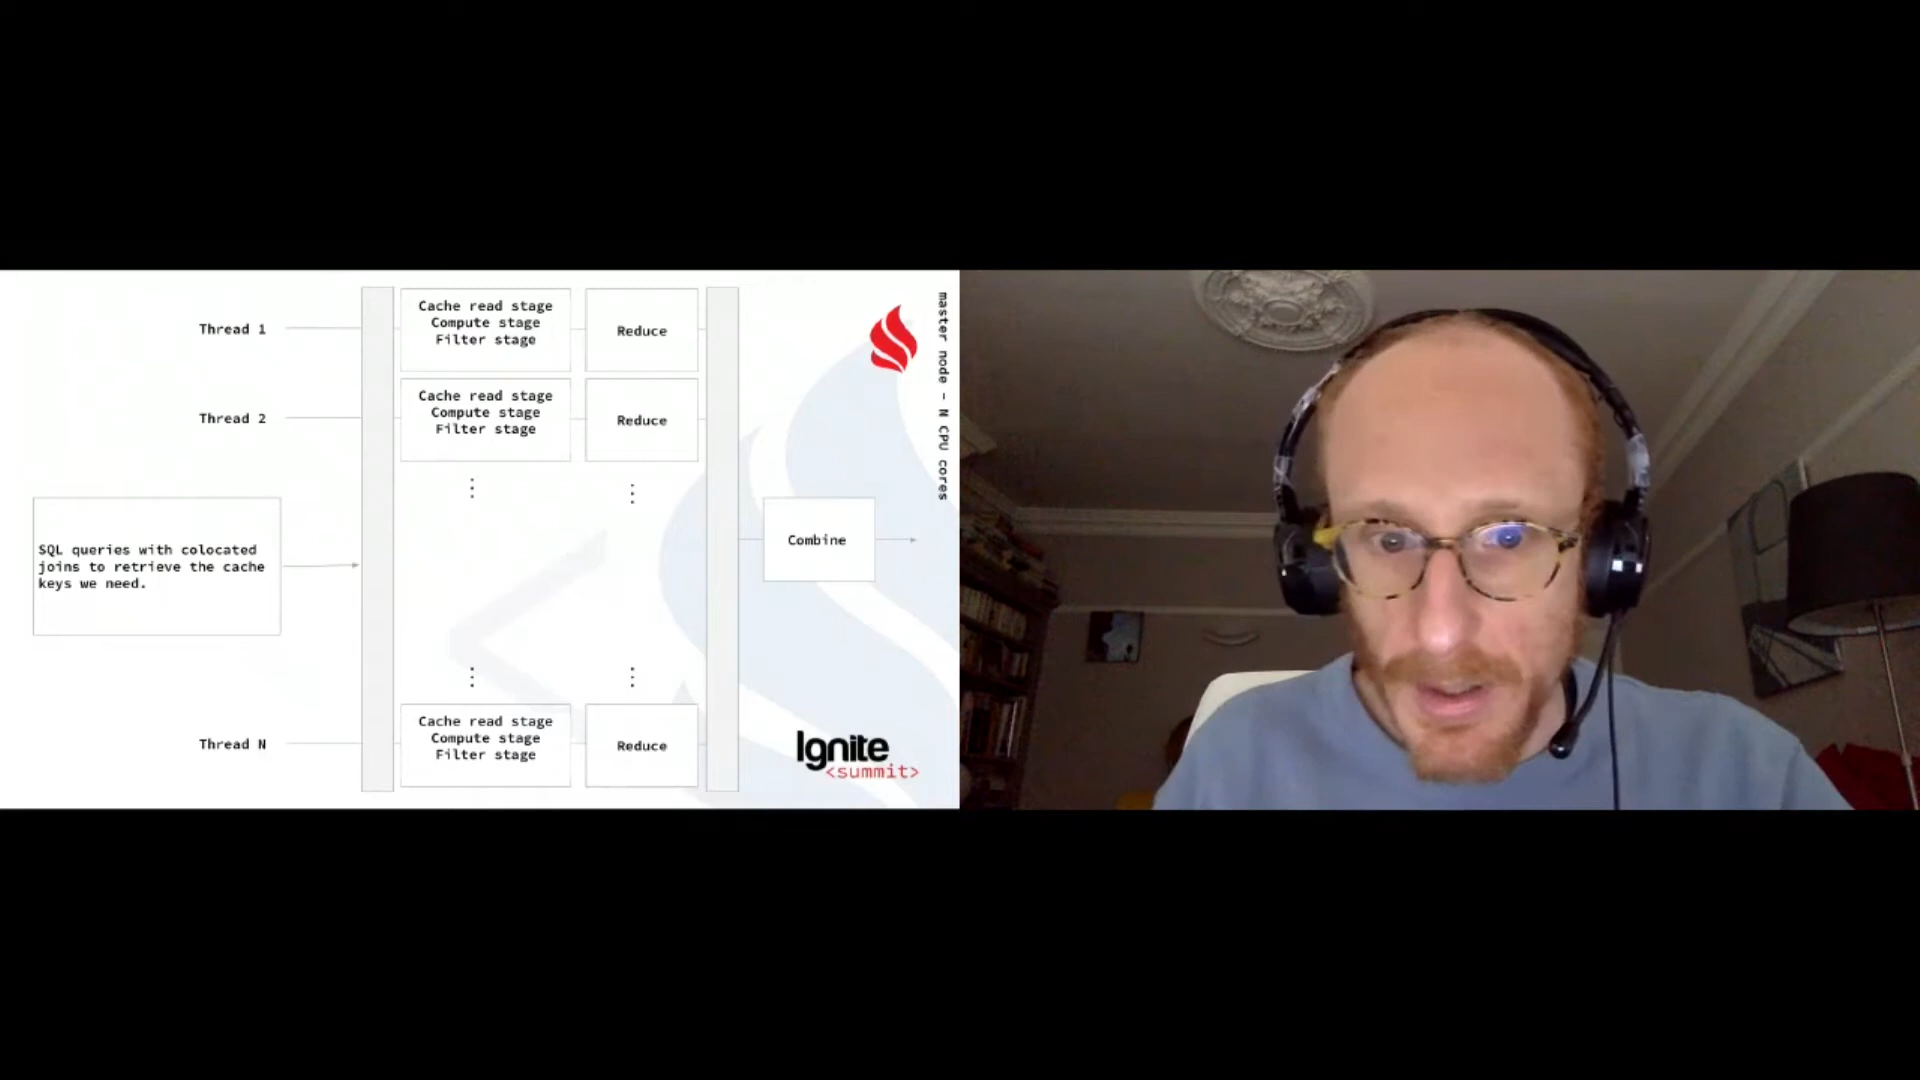 Thread 1
Cache read stage
Compute stage
Filter stage
Reduce
Thread 2
Cache read stage
Compute stage
Filter stage
Reduce
master node - N CPU cores
SQL queries with colocated
joins to retrieve the cache
keys we need.
Combine
Thread N
Cache read stage
Compute stage
Filter stage
Reduce
Ignite
<summit>